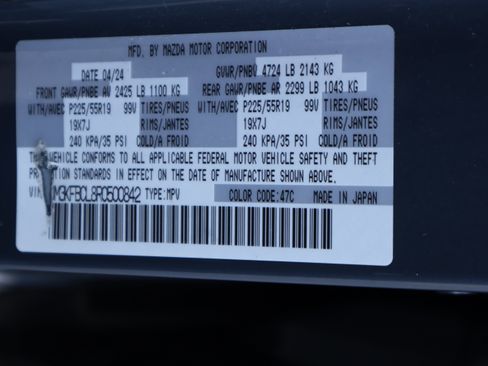 MFD. BY MAZDA MOTOR CORPORATION
DATE 04/24 GVWR/PNBV 4724 LB 2143 KG
FRONT GAWR/PNBE AV 2425 LB 1100 KG REAR GAWR/PNBE AR 2299 LB 1043 KG
WITH/AVEC P225/55R19 99V TIRES/PNEUS WITH/AVEC P225/55R19 99V TIRES/PNEUS
19X7J RIMS/JANTES 19X7J RIMS/JANTES
240 KPA/35 PSI COLD/A FROID 240 KPA/35 PSI COLD/A FROID
THIS VEHICLE CONFORMS TO ALL APPLICABLE FEDERAL MOTOR VEHICLE SAFETY AND THEFT
PROTECTION STANDARDS IN EFFECT ON THE DATE OF MANUFACTURE SHOWN ABOVE.
TYPE: MPV COLOR CODE: 47C MADE IN JAPAN